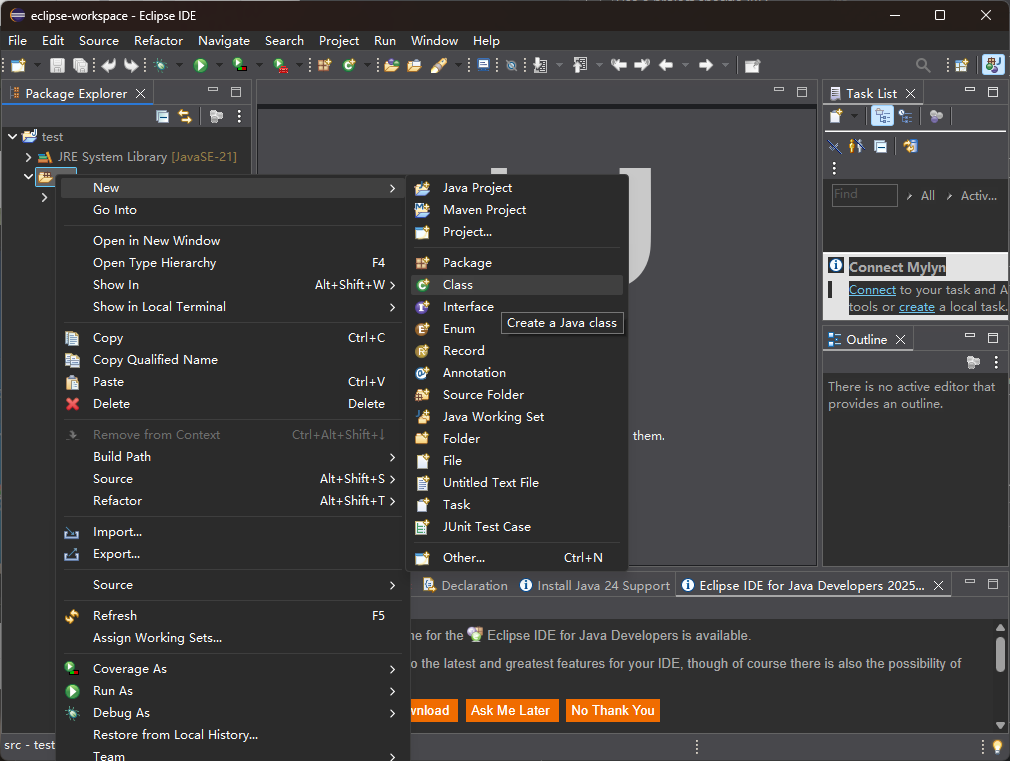 eclipse-workspace - Eclipse IDE
File Edit Source Refactor Navigate Search Project Run Window Help
Package Explorer
test
JRE System Library [JavaSE-21]
New
Go Into
Open in New Window
Open Type Hierarchy F4
Show In Alt+Shift+W
Show in Local Terminal
Copy Ctrl+C
Copy Qualified Name
Paste Ctrl+V
Delete Delete
Remove from Context Ctrl+Alt+Shift+↓
Build Path
Source Alt+Shift+S
Refactor Alt+Shift+T
Import...
Export...
Source
Refresh F5
Assign Working Sets...
Coverage As
Run As
Debug As
Restore from Local History...
Team
Java Project
Maven Project
Project...
Package
Class
Interface
Enum
Create a Java class
Record
Annotation
Source Folder
Java Working Set
Folder
File
Untitled Text File
Task
JUnit Test Case
Other... Ctrl+N
them.
Task List
Find
All
Activ...
Connect Mylyn
Connect to your task and A
tools or create a local task.
Outline
There is no active editor that
provides an outline.
Declaration
Install Java 24 Support
Eclipse IDE for Java Developers 2025...
ne for the Eclipse IDE for Java Developers is available.
o the latest and greatest features for your IDE, though of course there is also the possibility of
wnload
Ask Me Later
No Thank You
src - test